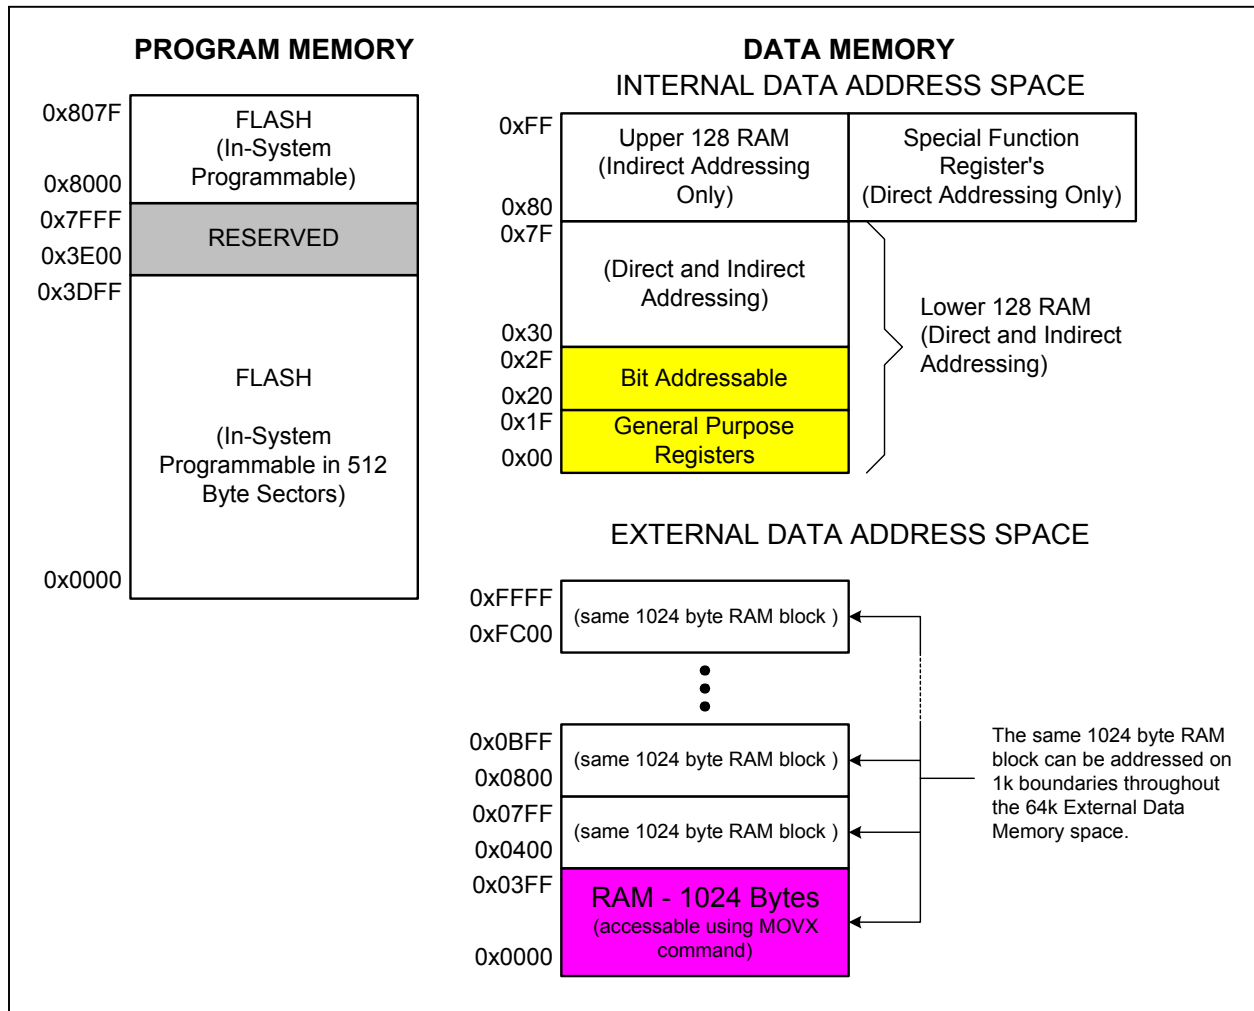 PROGRAM MEMORY
0x807F
FLASH
(In-System
Programmable)
0x8000
0x7FFF
RESERVED
0x3E00
0x3DFF
FLASH
(In-System
Programmable in 512
Byte Sectors)
0x0000
DATA MEMORY
INTERNAL DATA ADDRESS SPACE
0xFF
Upper 128 RAM
(Indirect Addressing
Only)
0x80
Special Function
Register's
(Direct Addressing Only)
0x7F
(Direct and Indirect
Addressing)
0x30
0x2F
Bit Addressable
0x20
0x1F
General Purpose
Registers
0x00
Lower 128 RAM
(Direct and Indirect
Addressing)
EXTERNAL DATA ADDRESS SPACE
0xFFFF
(same 1024 byte RAM block )
0xFC00
0x0BFF
(same 1024 byte RAM block )
0x0800
0x07FF
(same 1024 byte RAM block )
0x0400
0x03FF
RAM - 1024 Bytes
(accessable using MOVX
command)
0x0000
The same 1024 byte RAM
block can be addressed on
1k boundaries throughout
the 64k External Data
Memory space.